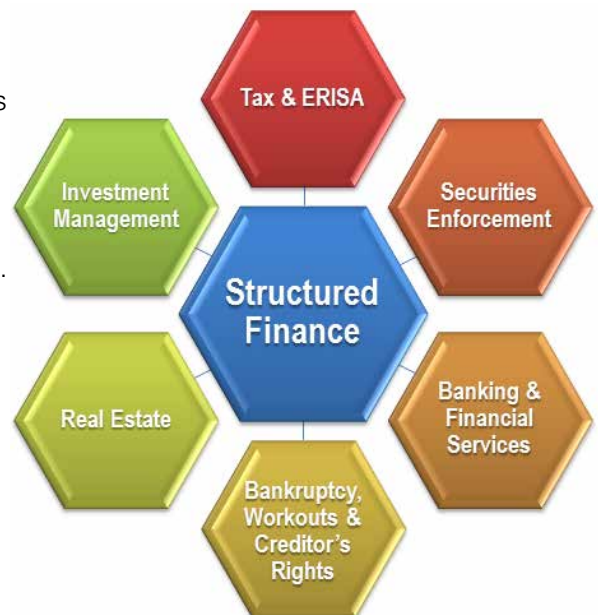 Tax & ERISA
s
Investment
Management
Securities
Enforcement
.
Structured
Finance
Real Estate
Banking &
Financial
Services
Bankruptcy,
Workouts &
Creditor's
Rights